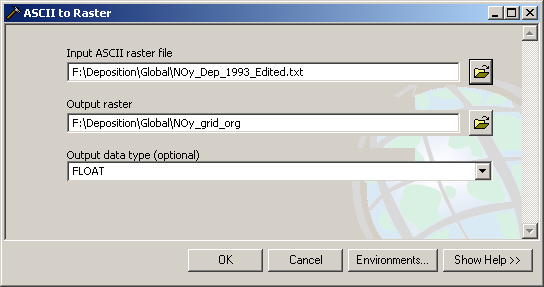 ASCII to Raster
Input ASCII raster file
F:\Deposition\Global\NOy_Dep_1993_Edited.txt
Output raster
F:\Deposition\Global\NOy_grid_org
Output data type (optional)
FLOAT
OK Cancel Environments... Show Help >>